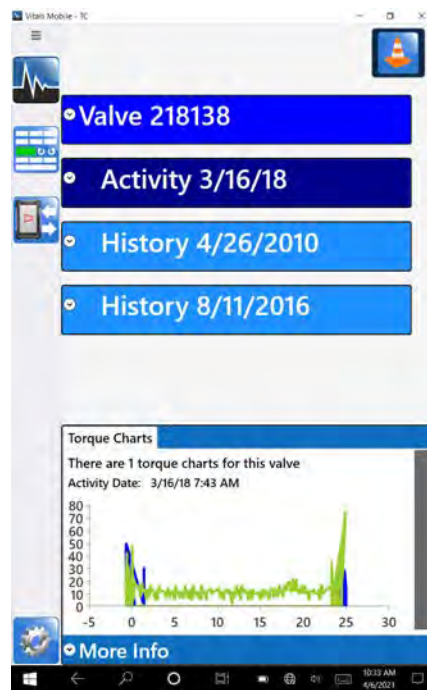 Vitals Mobile - TC
Valve 218138
Activity 3/16/18
History 4/26/2010
History 8/11/2016
Torque Charts
There are 1 torque charts for this valve
Activity Date: 3/16/18 7:43 AM
80
70
60
50
40
30
20
10
0
-5 0 5 10 15 20 25 30
More Info
10:33 AM
4/6/2021